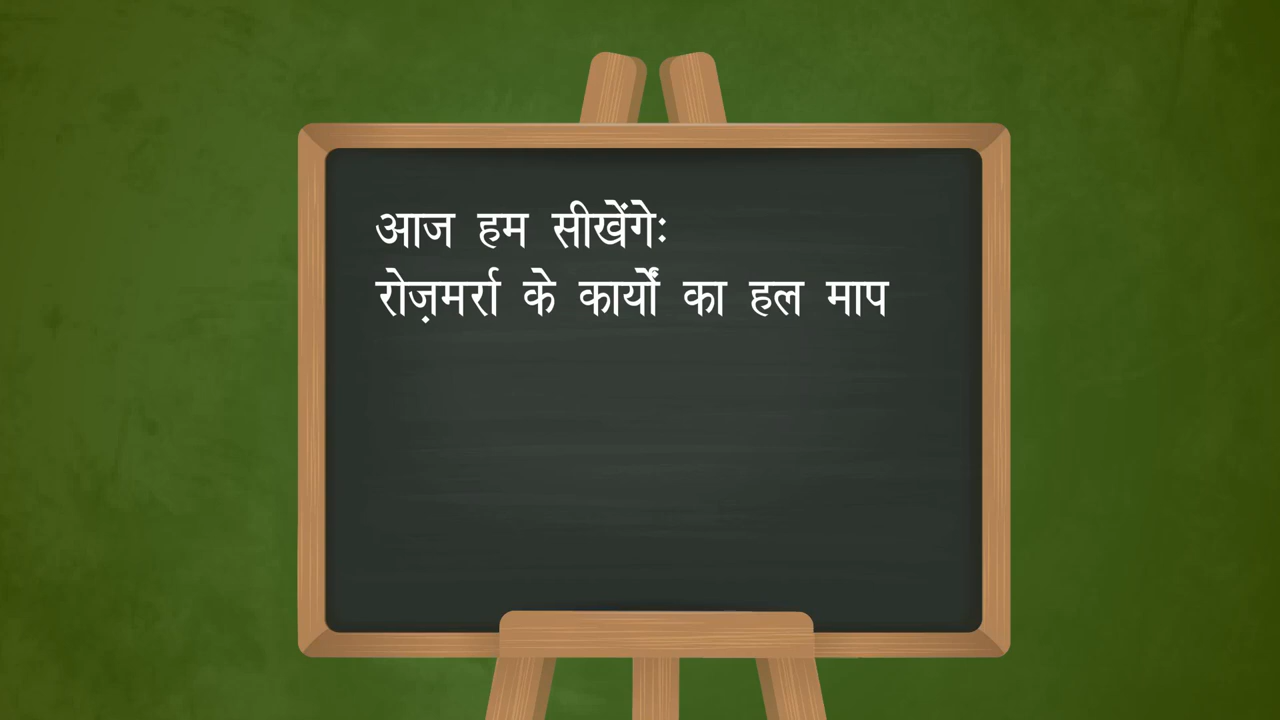 आज हम सीखेंगेः
रोज़मर्रा के कार्यों का हल माप